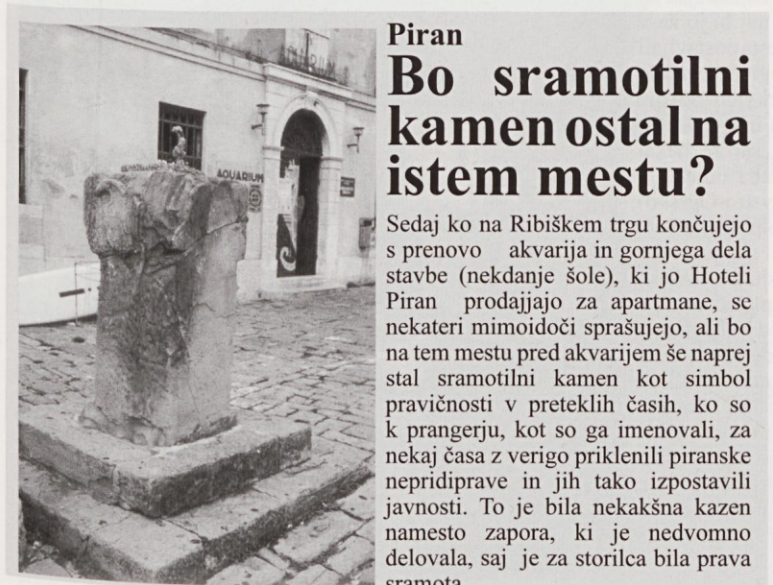 Piran
Bo sramotilni
kamen ostal na
istem mestu?
Sedaj ko na Ribiškem trgu končujejo
s prenovo akvarija in gornjega dela
stavbe (nekdanje šole), ki jo Hoteli
Piran prodajjajo za apartmane, se
nekateri mimoidoči sprašujejo, ali bo
na tem mestu pred akvarijem še naprej
stal sramotilni kamen kot simbol
pravičnosti v preteklih časih, ko so
k prangerju, kot so ga imenovali, za
nekaj časa z verigo priklenili piranske
nepridiprave in jih tako izpostavili
javnosti. To je bila nekakšna kazen
namesto zapora, ki je nedvomno
delovala, saj je za storilca bila prava
sramota
AQUARIUM